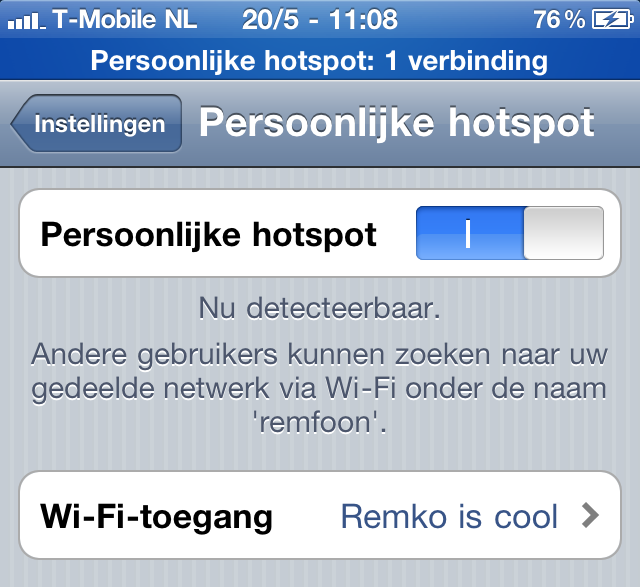 T-Mobile NL 20/5 - 11:08 76%
Persoonlijke hotspot: 1 verbinding
Instellingen Persoonlijke hotspot
Persoonlijke hotspot
Nu detecteerbaar.
Andere gebruikers kunnen zoeken naar uw
gedeelde netwerk via Wi-Fi onder de naam
'remfoon'.
Wi-Fi-toegang Remko is cool